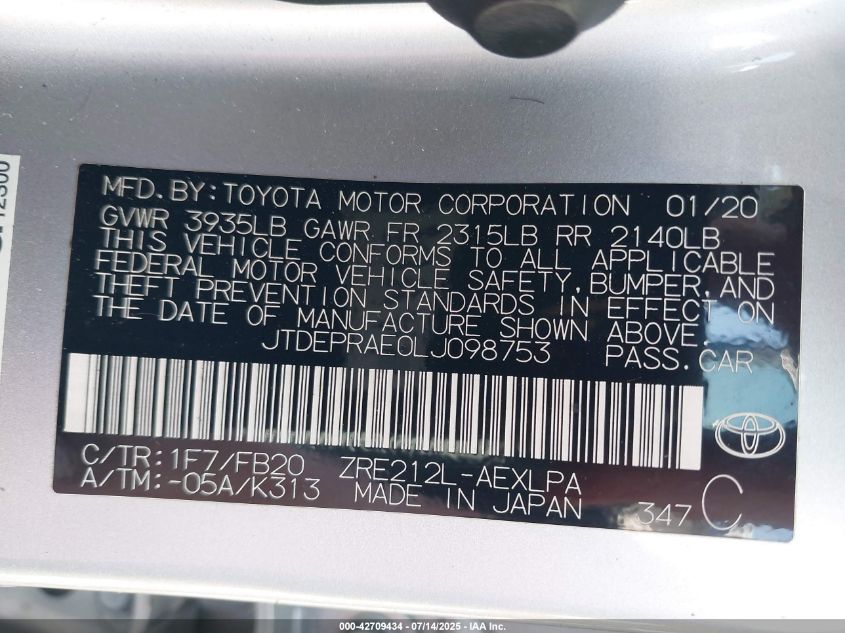 MFD. BY: TOYOTA MOTOR CORPORATION 01/20
GVWR 3935LB GAWR FR 2315LB RR 2140LB
THIS VEHICLE CONFORMS TO ALL APPLICABLE
FEDERAL MOTOR VEHICLE SAFETY, BUMPER, AND
THEFT PREVENTION STANDARDS IN EFFECT ON
THE DATE OF MANUFACTURE SHOWN ABOVE.
JTDEPRAE0LJ098753 PASS. CAR
C/TR: 1F7/FB20 ZRE212L-AEXLPA
A/TM: -05A/K313 MADE IN JAPAN 347 C
000-42709434 - 07/14/2025 - IAA Inc.